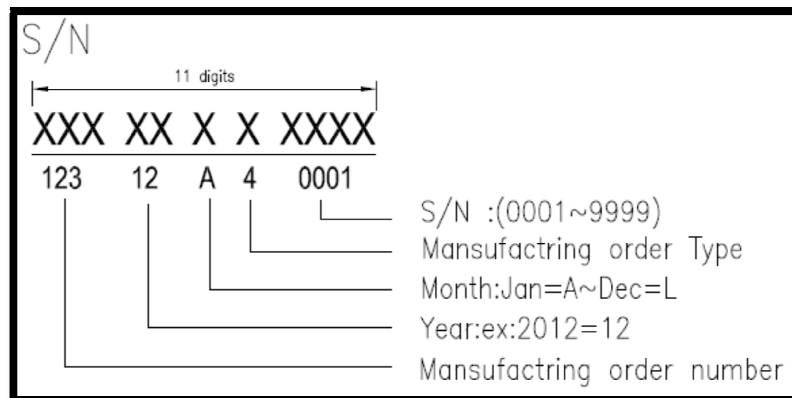 S/N
11 digits
XXX XX X X XXXX
123 12 A 4 0001
S/N :(0001~9999)
Mansufactring order Type
Month:Jan=A~Dec=L
Year:ex:2012=12
Mansufactring order number